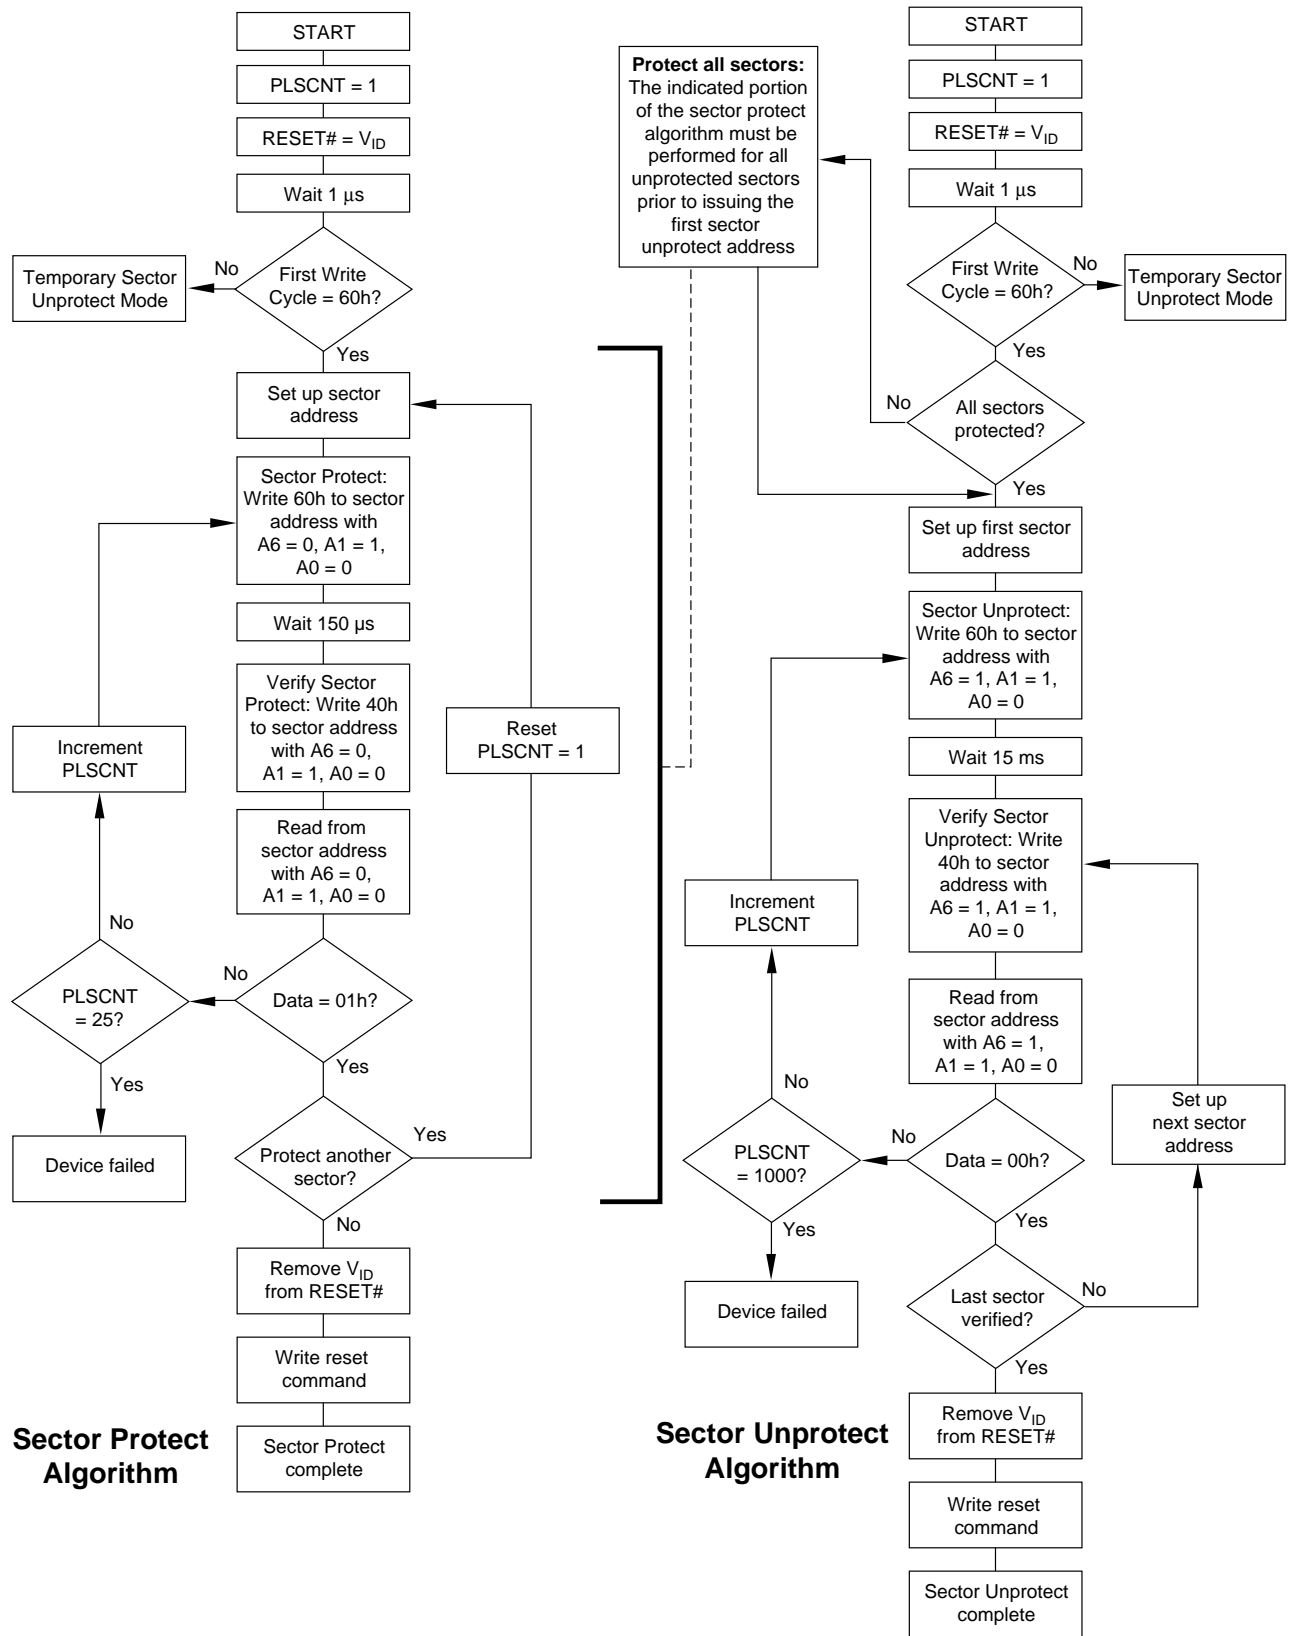 START
PLSCNT = 1
RESET# = VID
Wait 1 μs
First Write
Cycle = 60h?
No
Temporary Sector
Unprotect Mode
Yes
Set up sector
address
Sector Protect:
Write 60h to sector
address with
A6 = 0, A1 = 1,
A0 = 0
Wait 150 µs
Verify Sector
Protect: Write 40h
to sector address
with A6 = 0,
A1 = 1, A0 = 0
Increment
PLSCNT
Reset
PLSCNT = 1
Read from
sector address
with A6 = 0,
A1 = 1, A0 = 0
No
No
PLSCNT
= 25?
Data = 01h?
Yes
Yes
Device failed
Protect another
sector?
Yes
No
Remove VID
from RESET#
Write reset
command
Sector Protect
complete
Sector Protect
Algorithm
START
PLSCNT = 1
RESET# = VID
Wait 1 μs
Protect all sectors:
The indicated portion
of the sector protect
algorithm must be
performed for all
unprotected sectors
prior to issuing the
first sector
unprotect address
First Write
Cycle = 60h?
No
Temporary Sector
Unprotect Mode
Yes
No
All sectors
protected?
Yes
Set up first sector
address
Sector Unprotect:
Write 60h to sector
address with
A6 = 1, A1 = 1,
A0 = 0
Wait 15 ms
Verify Sector
Unprotect: Write
40h to sector
address with
A6 = 1, A1 = 1,
A0 = 0
Increment
PLSCNT
Read from
sector address
with A6 = 1,
A1 = 1, A0 = 0
No
No
PLSCNT
= 1000?
Data = 00h?
Set up
next sector
address
Yes
Yes
Device failed
Last sector
verified?
No
Yes
Remove VID
from RESET#
Write reset
command
Sector Unprotect
complete
Sector Unprotect
Algorithm